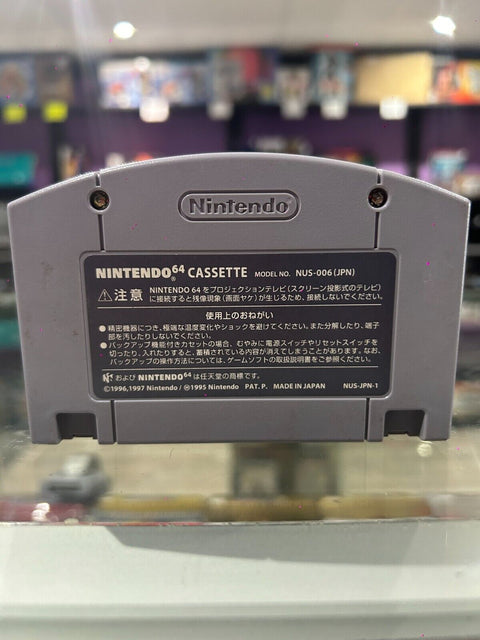 Nintendo
NINTENDO64 CASSETTE MODEL NO. NUS-006(JPN)
⚠注意 NINTENDO 64 をプロジェクションテレビ(スクリーン投影式のテレビ)
に接続すると残像現象(画面ヤケ)が生じるため、接続しないでください。
使用上のおねがい
●精密機器につき、極端な温度変化やショックを避けてください。また分解したり、端子
部を汚したりしないでください。
●バックアップ機能付きカセットの場合、むやみに電源スイッチやリセットスイッチを
切ったり、入れたりすると、蓄積されている内容が消えてしまうことがあります。なお、
バックアップの操作方法については、ゲームソフトの取扱説明書をご参照ください。
および NINTENDO64 は任天堂の商標です。
©1996,1997 Nintendo/Ⓜ1995 Nintendo PAT. P. MADE IN JAPAN NUS-JPN-1